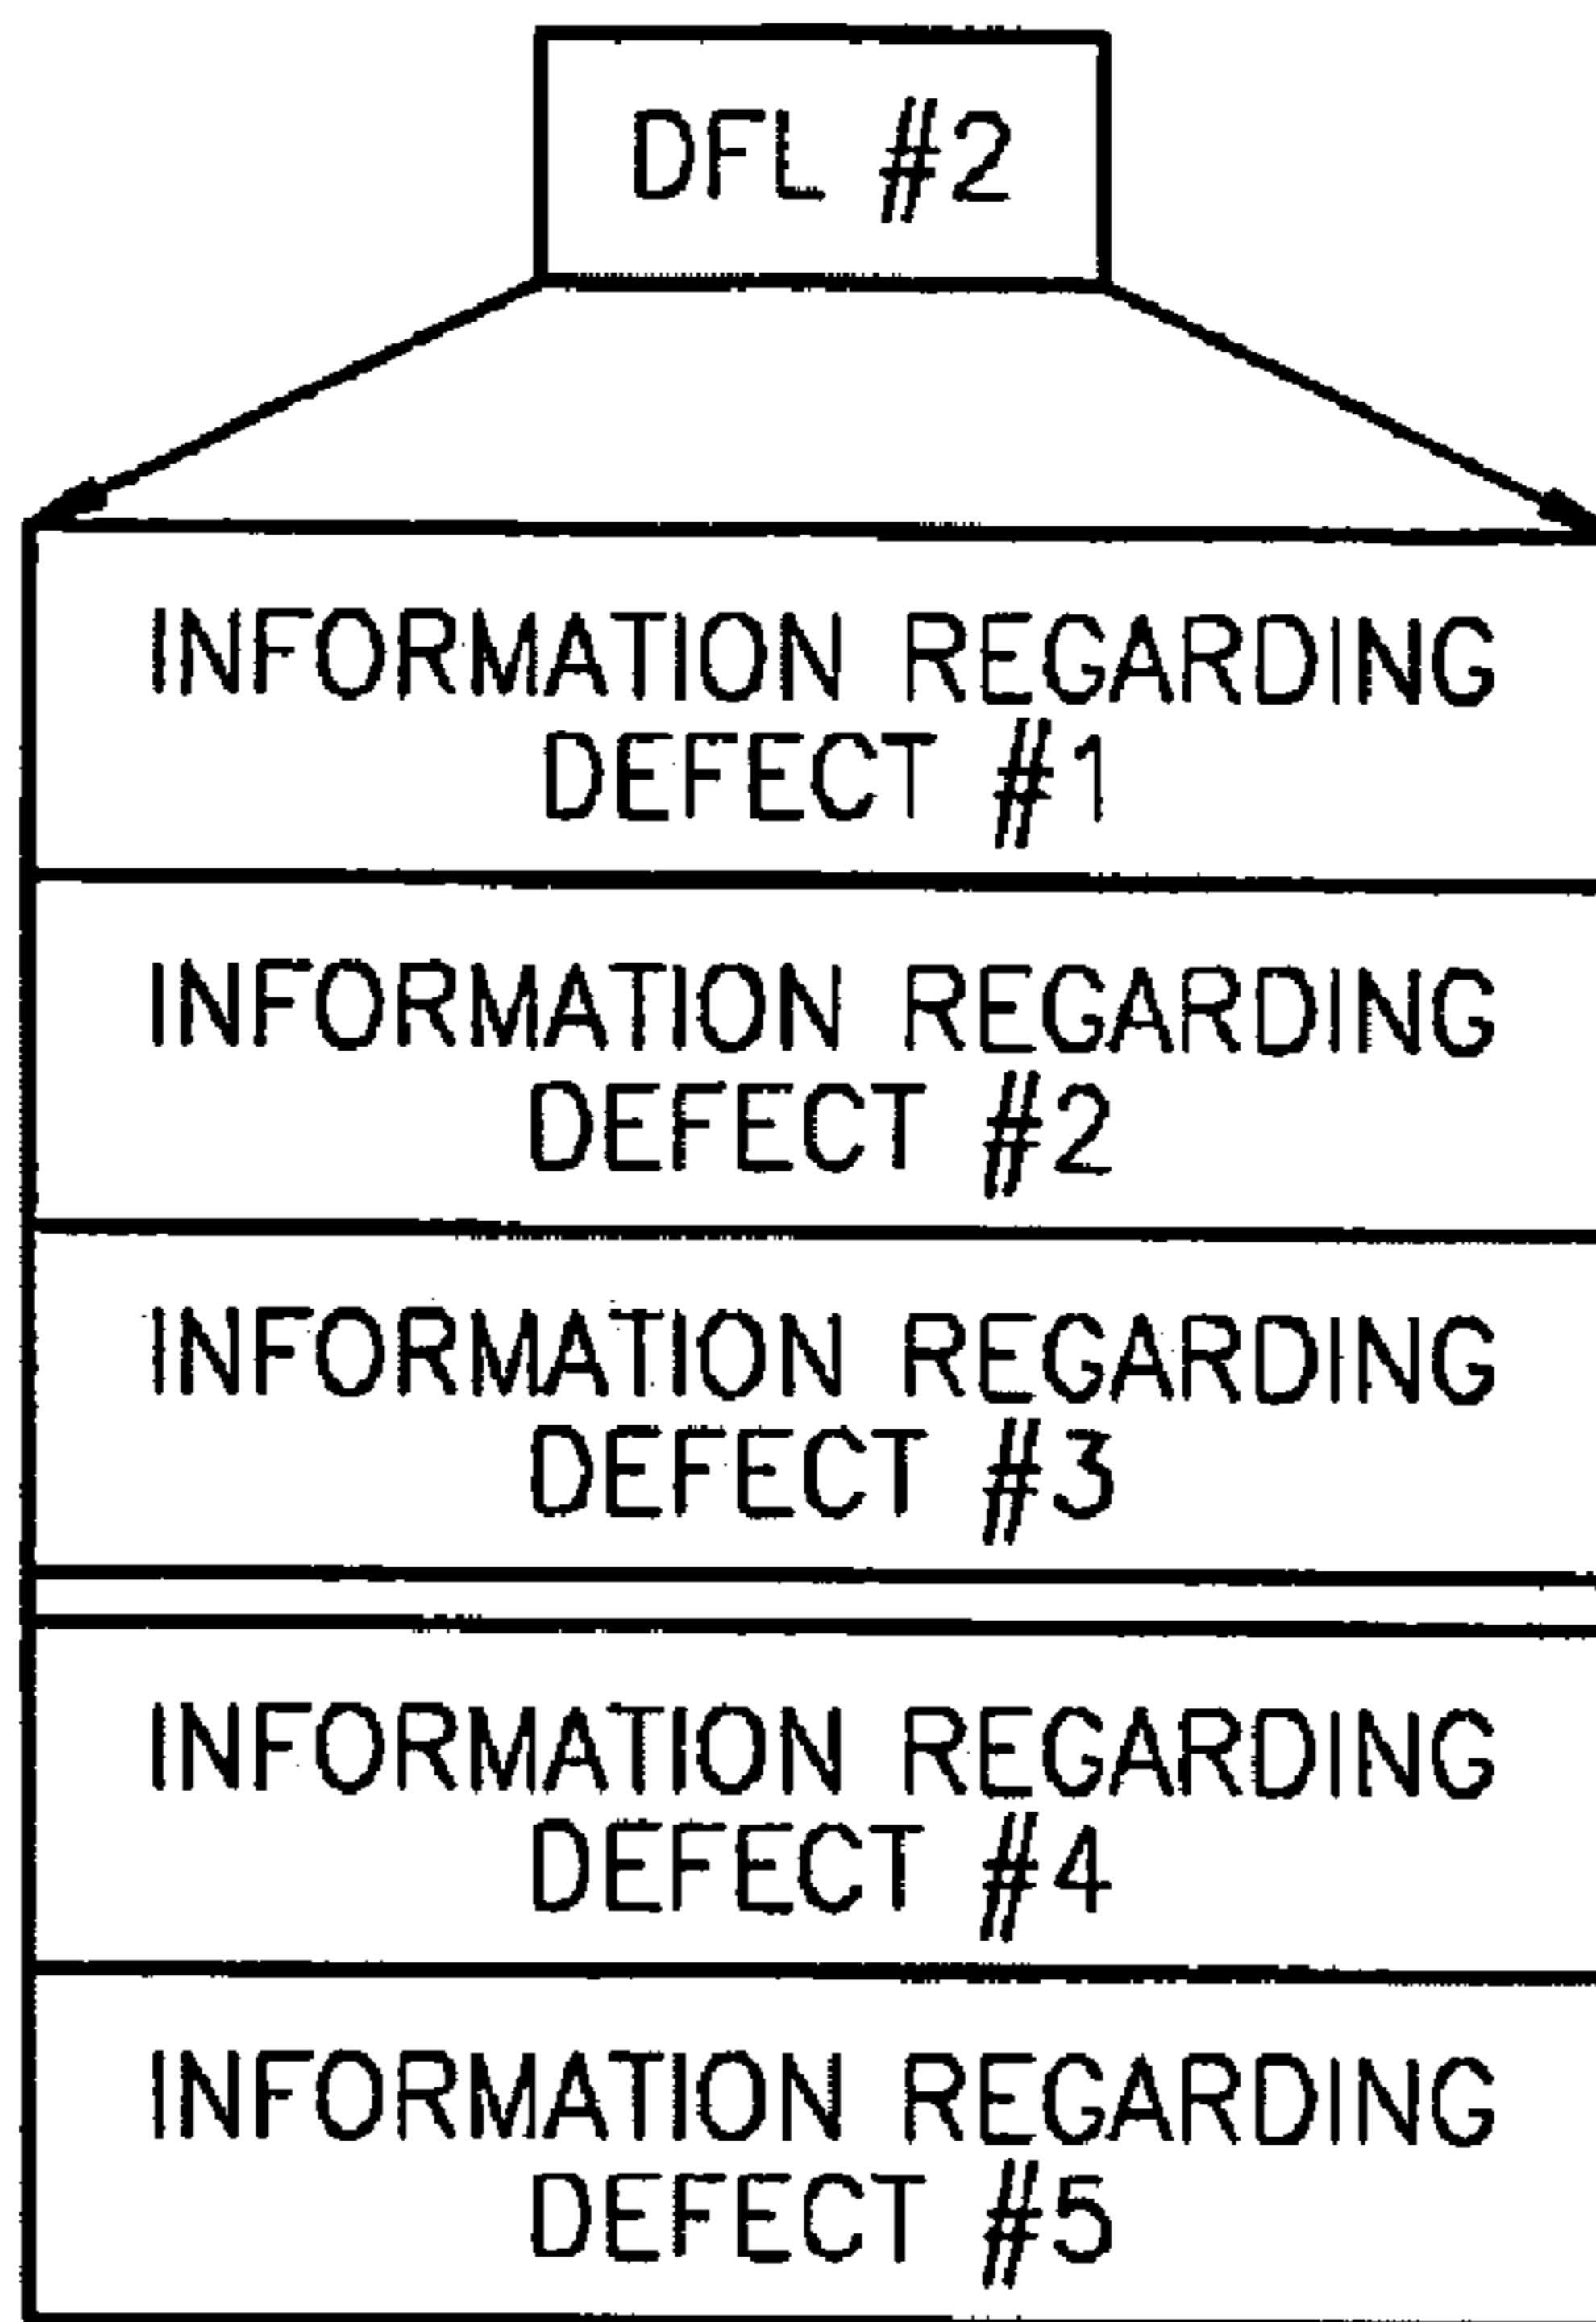 DFL #2
INFORMATION REGARDING
DEFECT #1
INFORMATION REGARDING
DEFECT #2
INFORMATION REGARDING
DEFECT #3
INFORMATION REGARDING
DEFECT #4
INFORMATION REGARDING
DEFECT #5